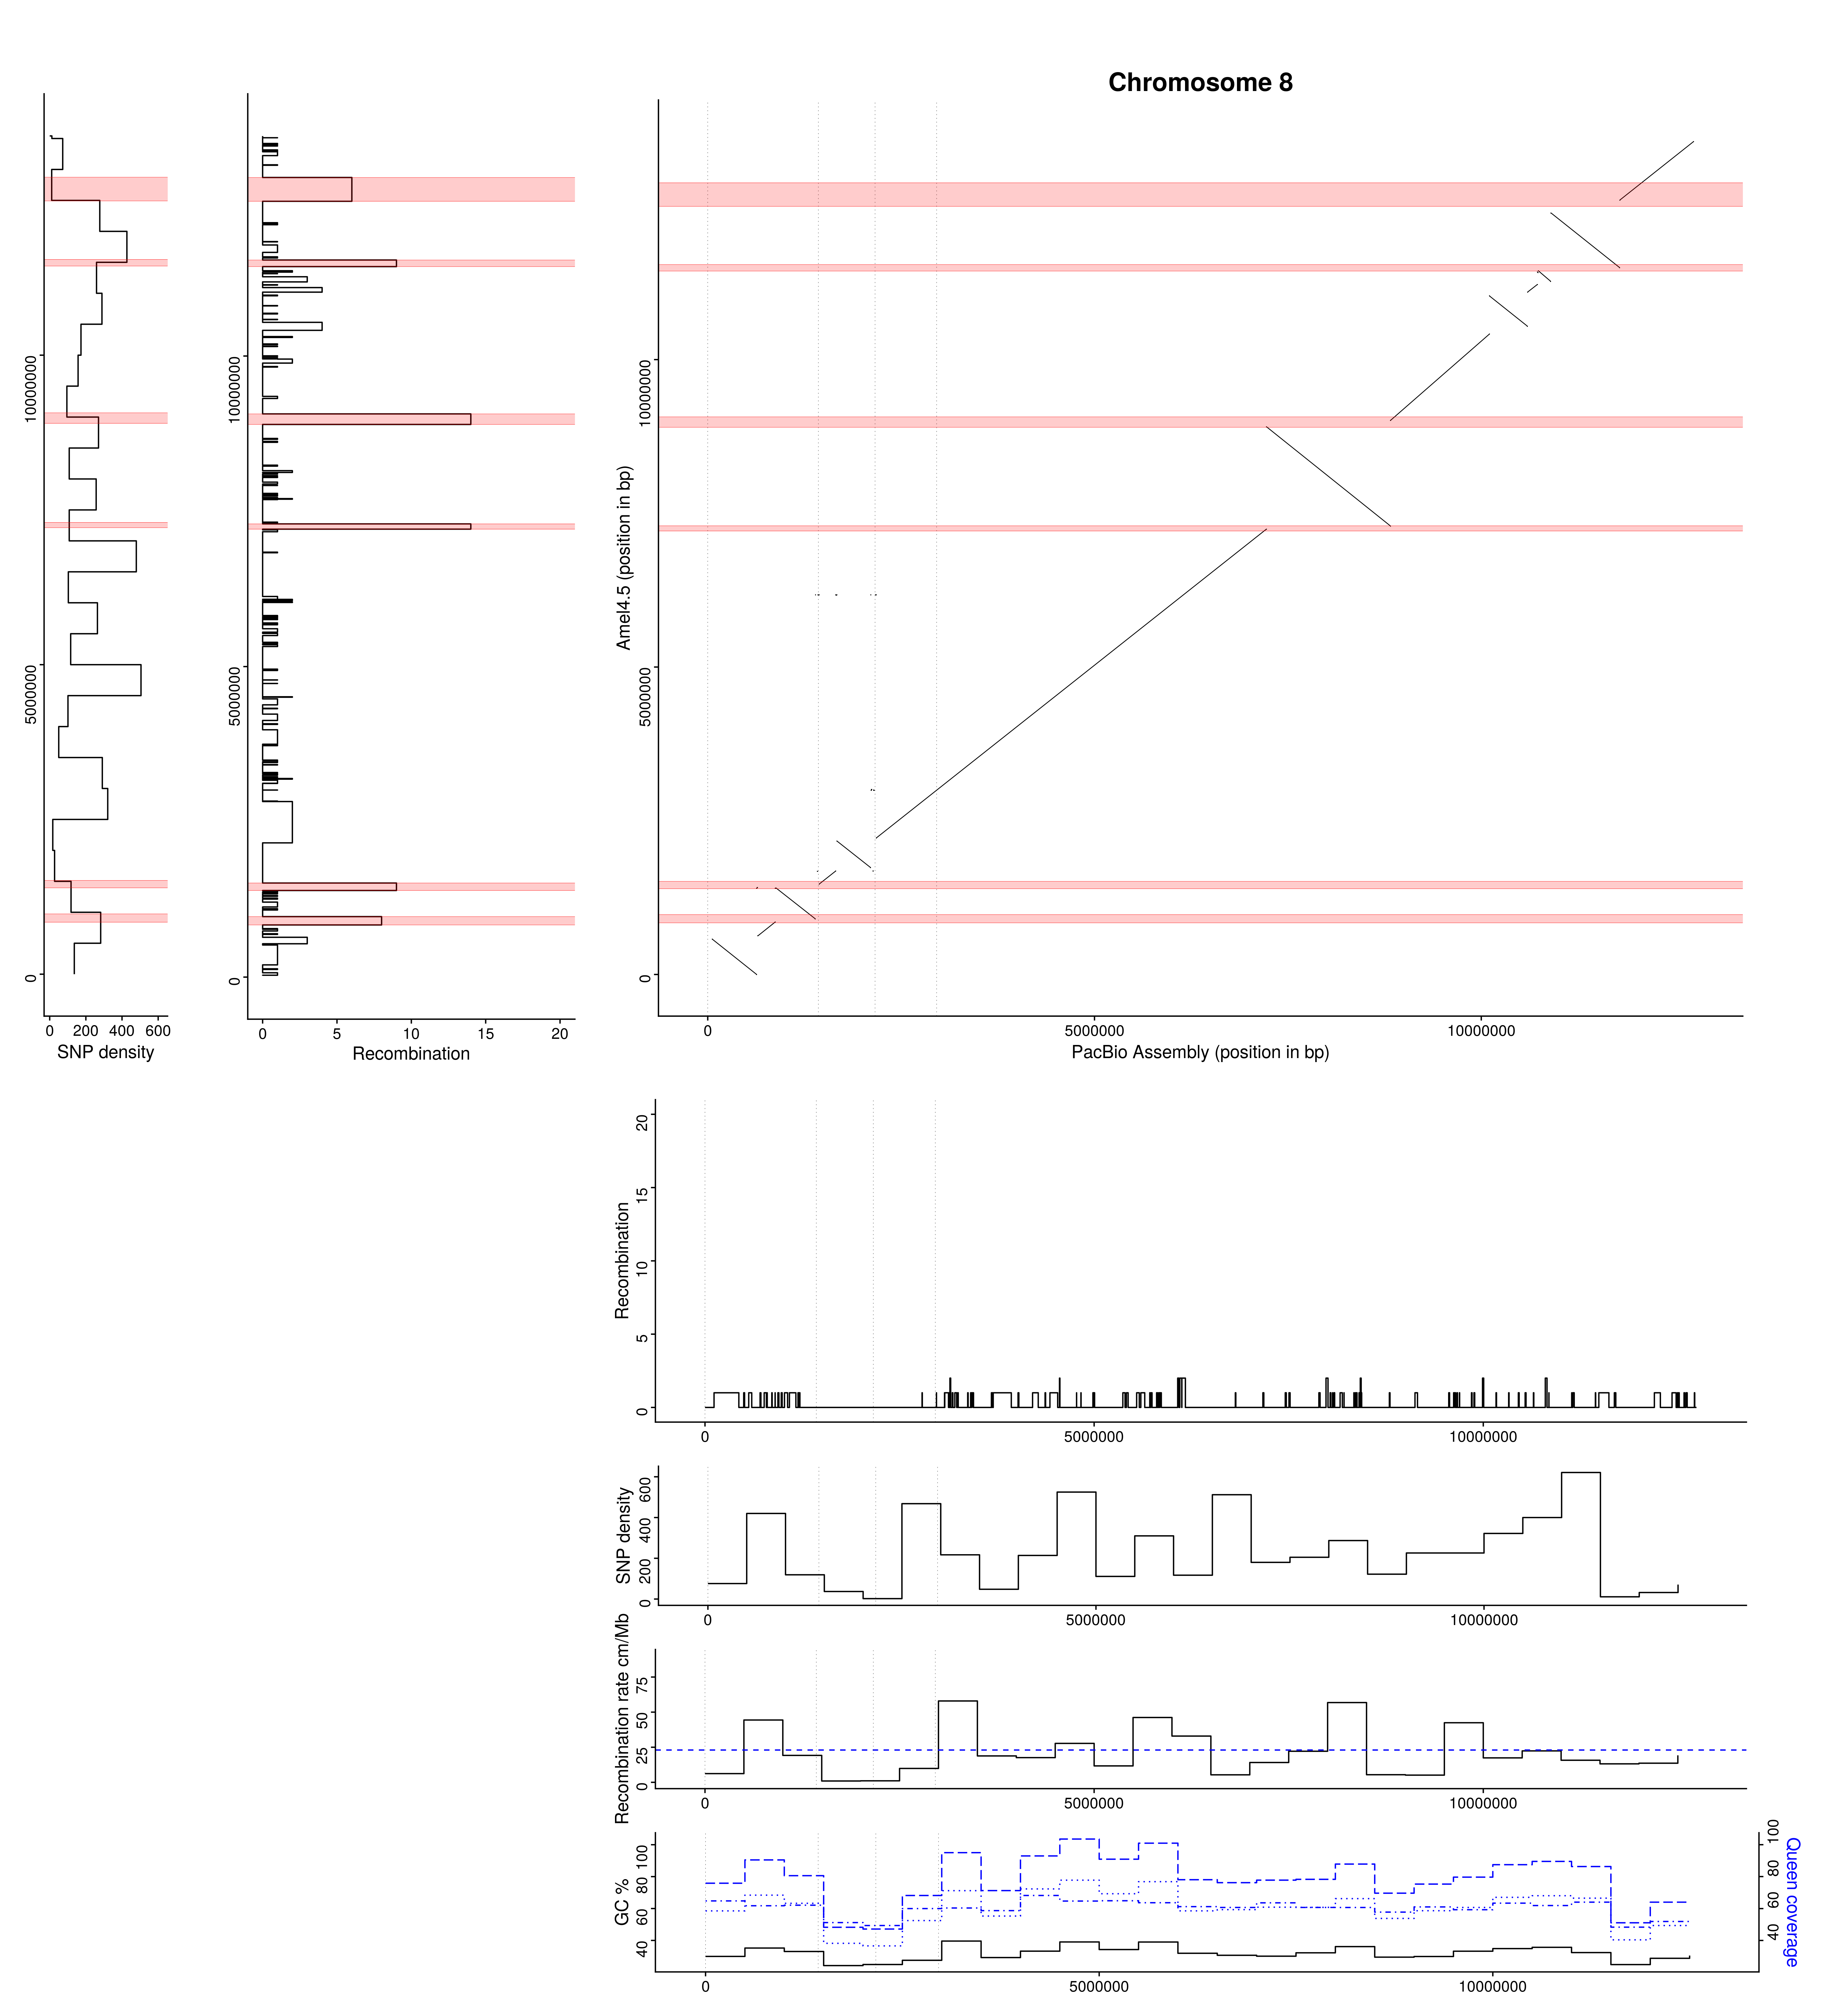 Chromosome 8
0
5000000
10000000
0 200 400 600
SNP density
0
5000000
10000000
0 5 10 15 20
Recombination
Amel4.5 (position in bp)
0
5000000
10000000
0 5000000 10000000
PacBio Assembly (position in bp)
Recombination
0 5 10 15 20
0 5000000 10000000
SNP density
0 200 400 600
0 5000000 10000000
Recombination rate cm/Mb
0 25 50 75
0 5000000 10000000
GC %
40 60 80 100
0 5000000 10000000
40 60 80 100
Queen coverage